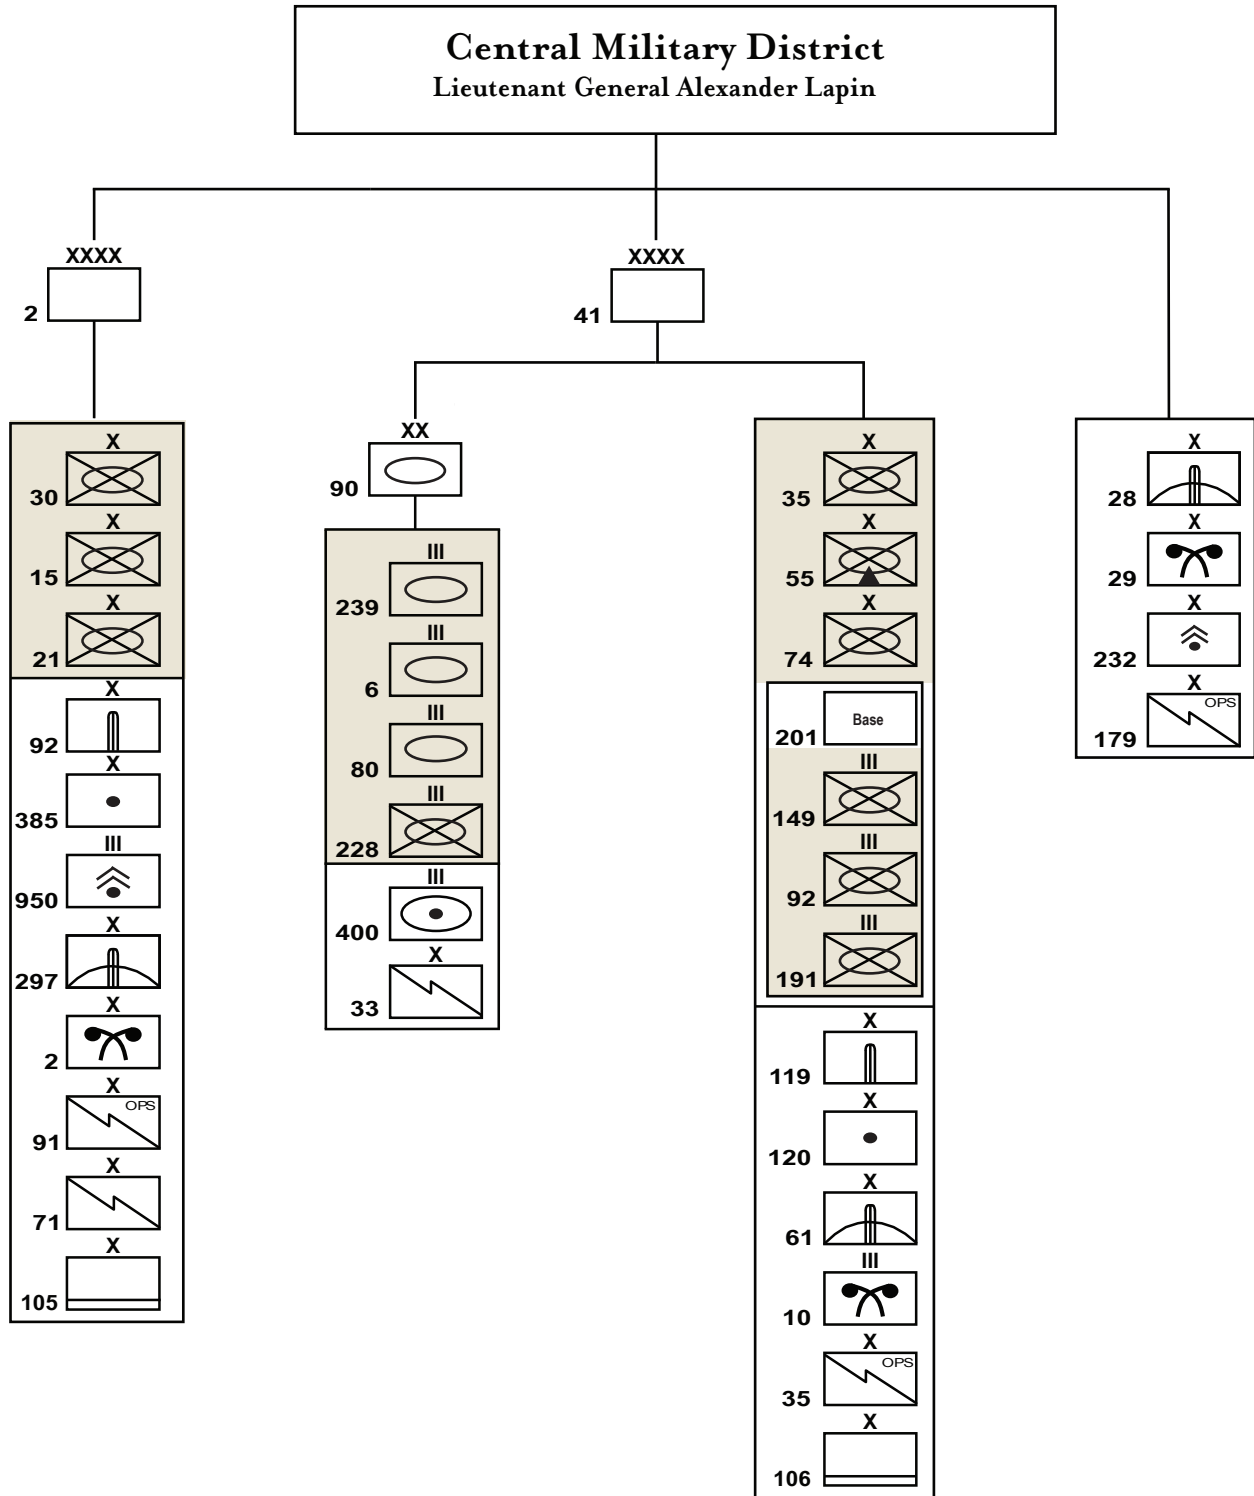 Central Military District
Lieutenant General Alexander Lapin
XXXX
2
XXXX
41
X
30
X
15
X
21
X
92
X
385
III
950
X
297
X
2
X
OPS
91
X
71
X
105
XX
90
III
239
III
6
III
80
III
228
III
400
X
33
X
35
X
55
X
74
Base
201
III
149
III
92
III
191
X
119
X
120
X
61
III
10
X
OPS
35
X
106
X
28
X
29
X
232
X
OPS
179